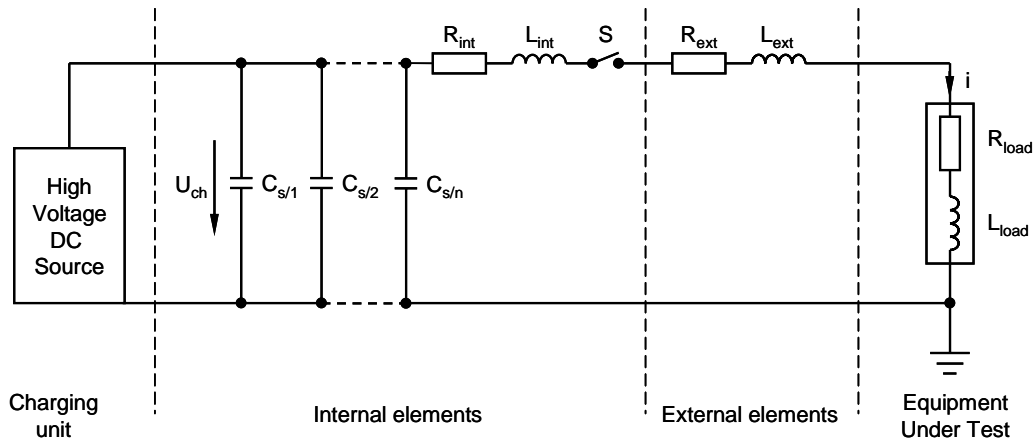 R_int
L_int
S
R_ext
L_ext
i
High
Voltage
DC
Source
U_ch
C_s/1
C_s/2
C_s/n
R_load
L_load
Charging
unit
Internal elements
External elements
Equipment
Under Test